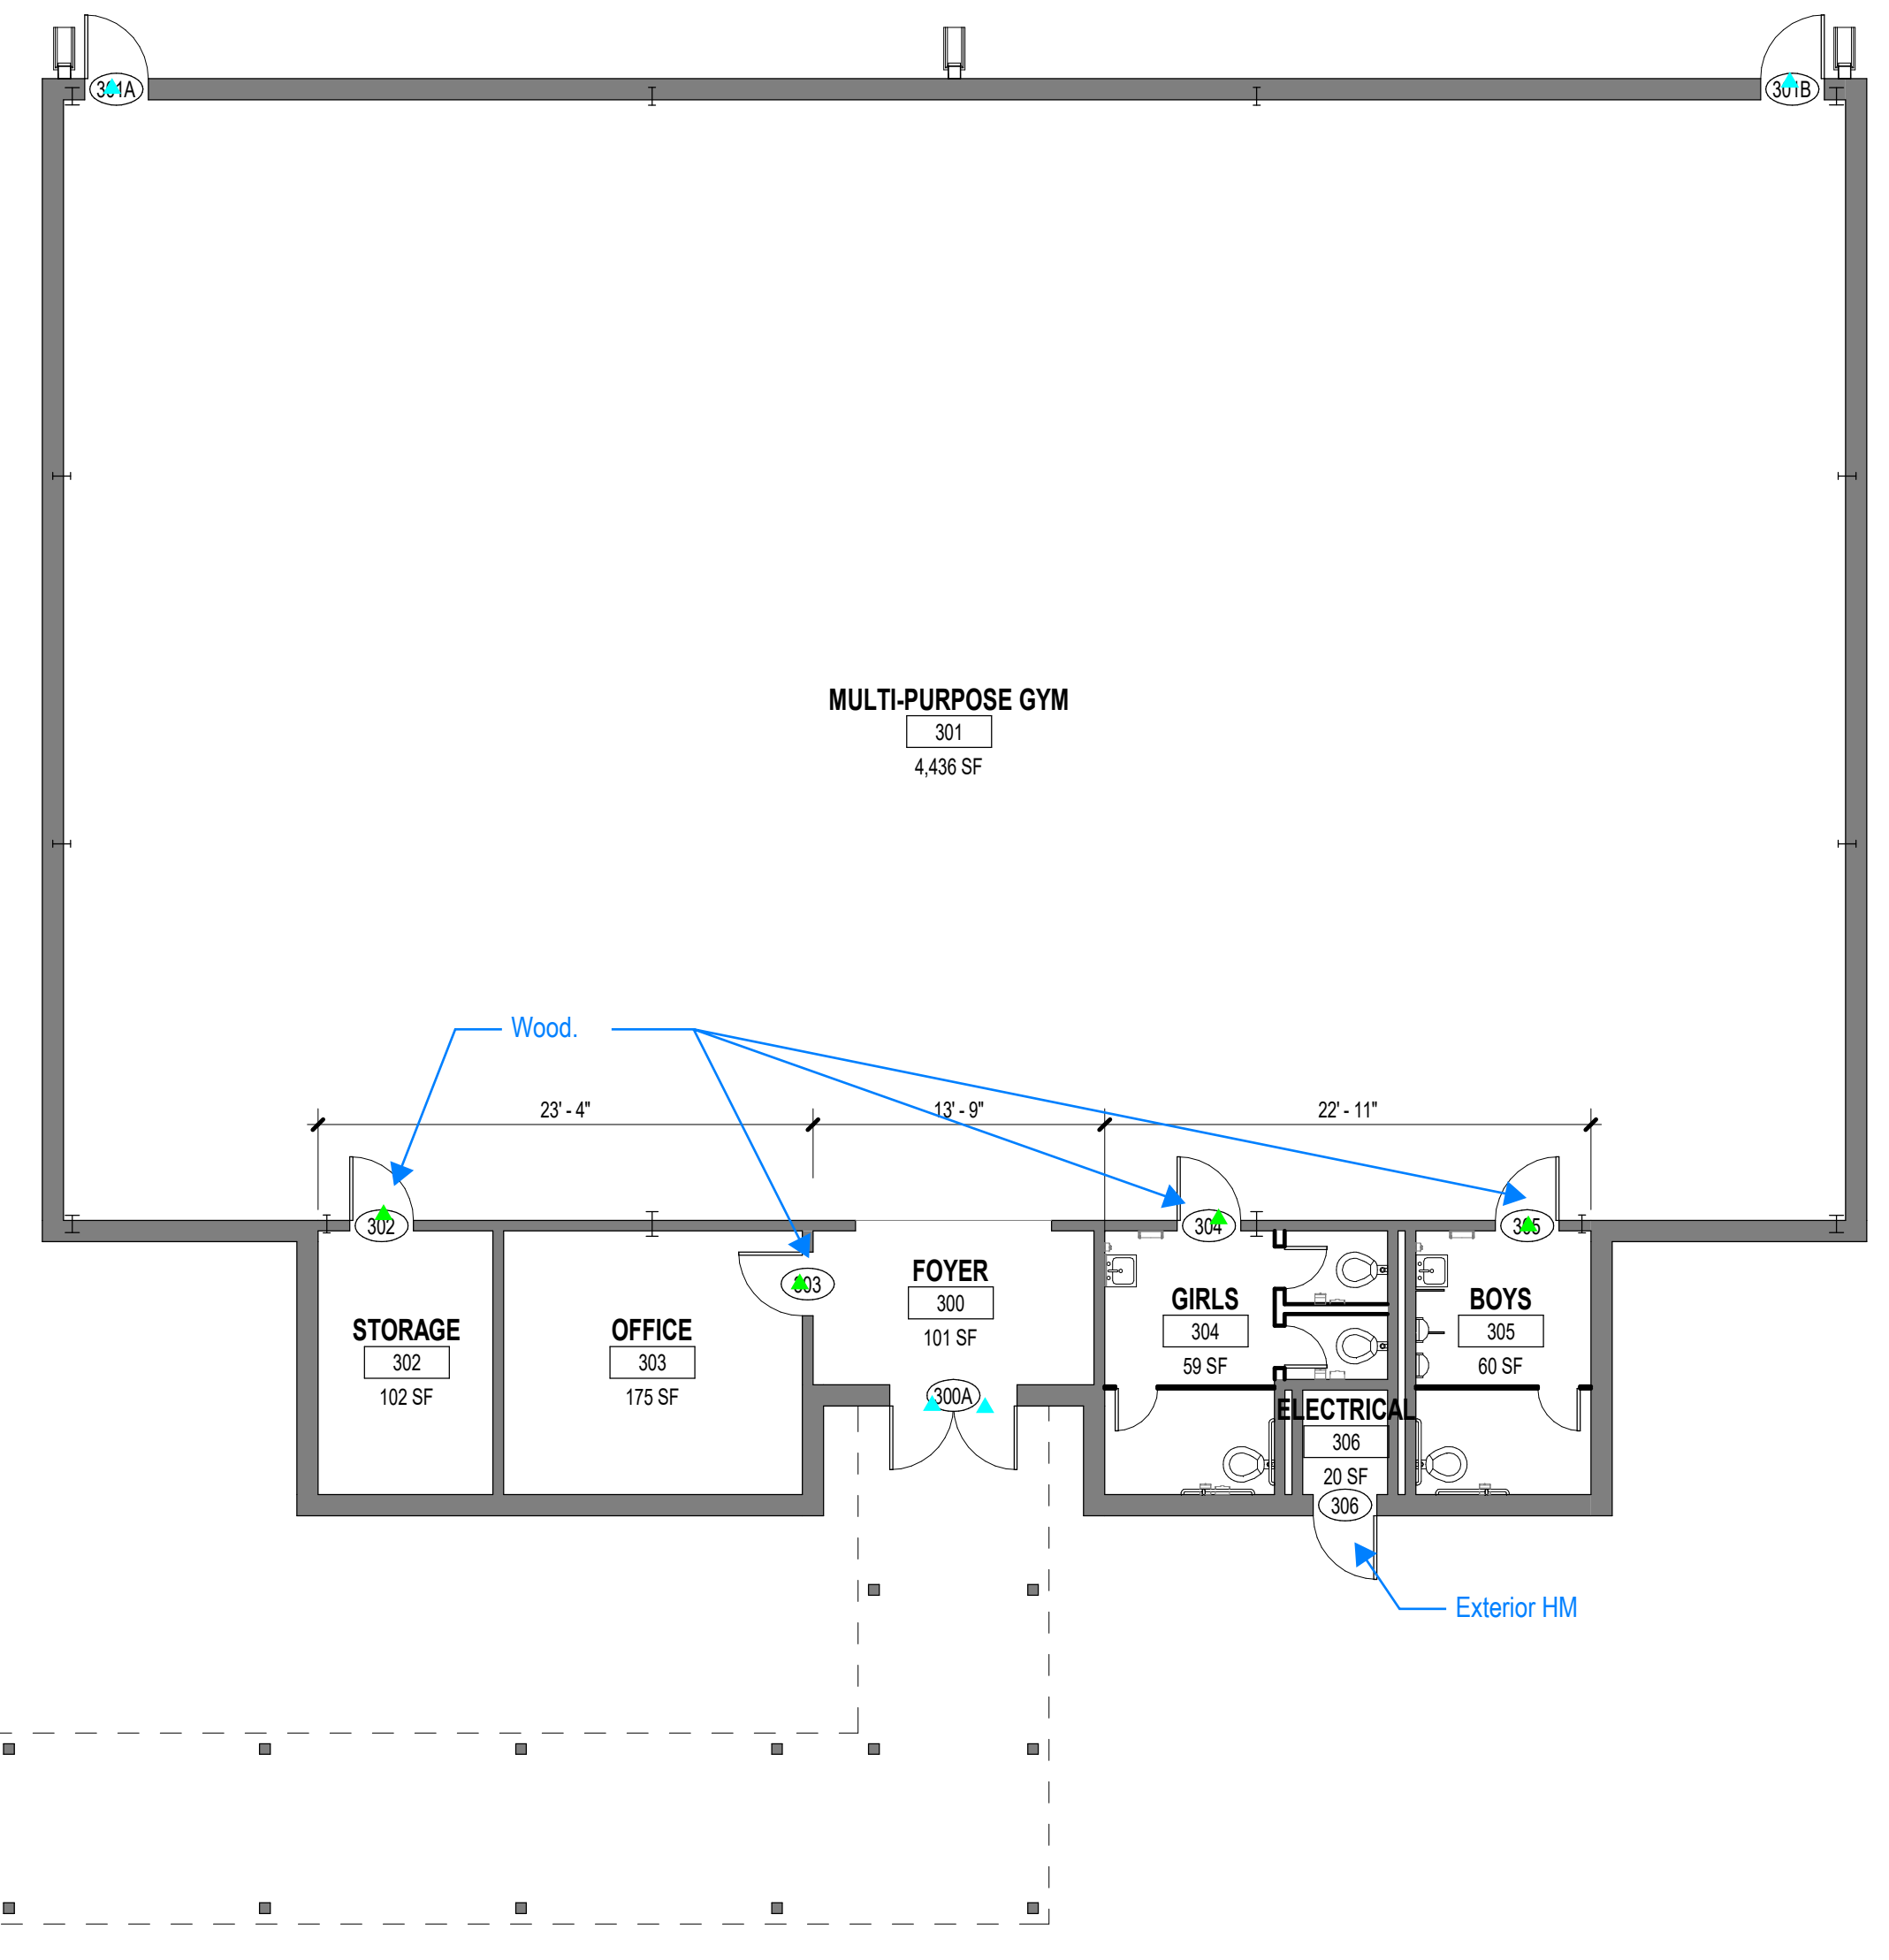 301A
301B
MULTI-PURPOSE GYM
301
4,436 SF
Wood.
23' - 4"
13' - 9"
22' - 11"
302
304
305
303
FOYER
300
101 SF
GIRLS
304
59 SF
BOYS
305
60 SF
STORAGE
302
102 SF
OFFICE
303
175 SF
300A
ELECTRICAL
306
20 SF
306
Exterior HM